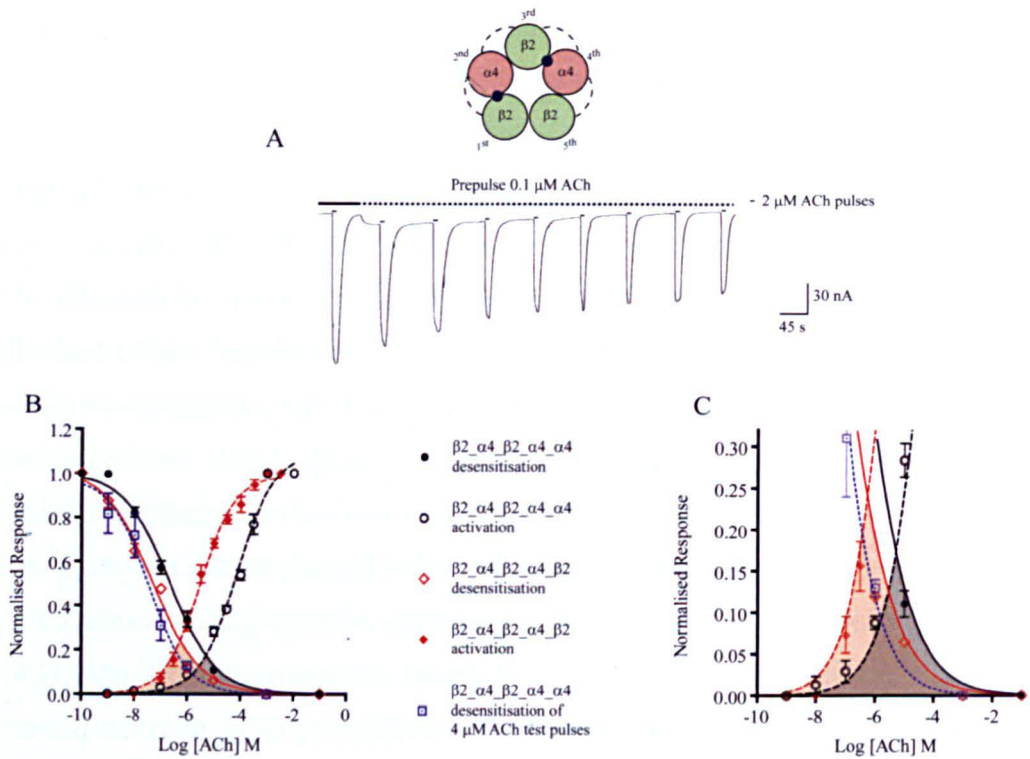 3rd
β2
2nd
α4
α4
4th
β2
β2
1st
5th
A
Prepulse 0.1 μM ACh
- 2 μM ACh pulses
30 nA
45 s
B
1.2
1.0
0.8
0.6
0.4
0.2
0.0
Normalised Response
-10
-8
-6
-4
-2
0
Log [ACh] M
β2_α4_β2_α4_α4
desensitisation
β2_α4_β2_α4_α4
activation
β2_α4_β2_α4_β2
desensitisation
β2_α4_β2_α4_β2
activation
β2_α4_β2_α4_α4
desensitisation of
4 μM ACh test pulses
C
0.30
0.25
0.20
0.15
0.10
0.05
0.00
Normalised Response
-10
-8
-6
-4
-2
Log [ACh] M